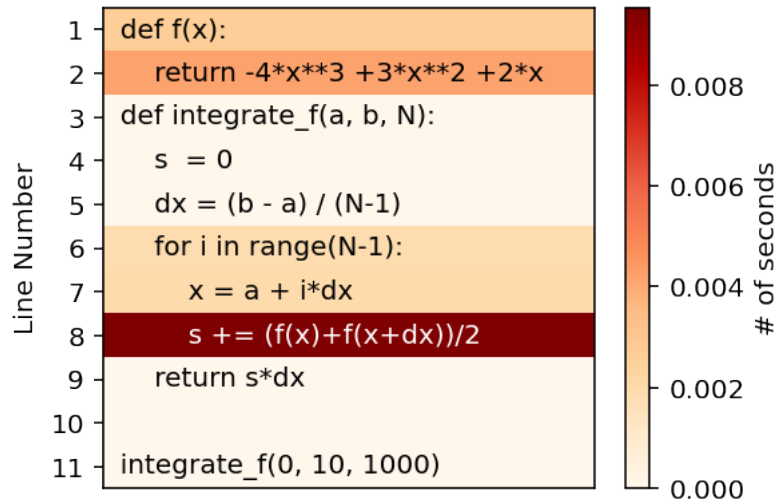 1 def f(x):
2 return -4*x**3 +3*x**2 +2*x
3 def integrate_f(a, b, N):
4 s  = 0
5 dx = (b - a) / (N-1)
6 for i in range(N-1):
7 x = a + i*dx
8 s += (f(x)+f(x+dx))/2
9 return s*dx
10
11 integrate_f(0, 10, 1000)
Line Number
0.008
0.006
0.004
0.002
0.000
# of seconds